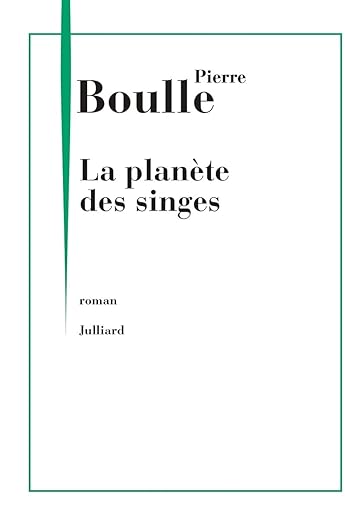 Pierre
Boulle
La planète
des singes
roman
Julliard